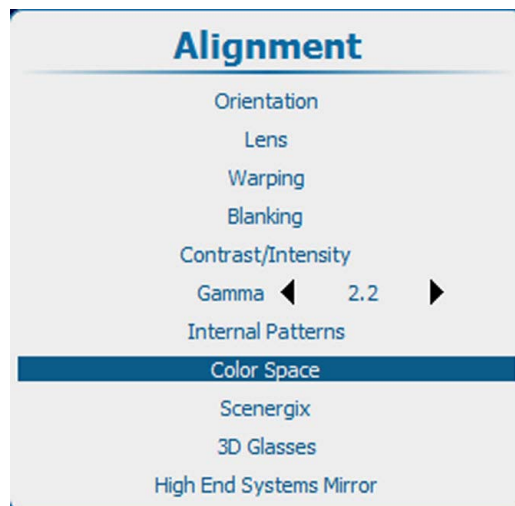 Alignment
Orientation
Lens
Warping
Blanking
Contrast/Intensity
Gamma 2.2
Internal Patterns
Color Space
Scenergix
3D Glasses
High End Systems Mirror